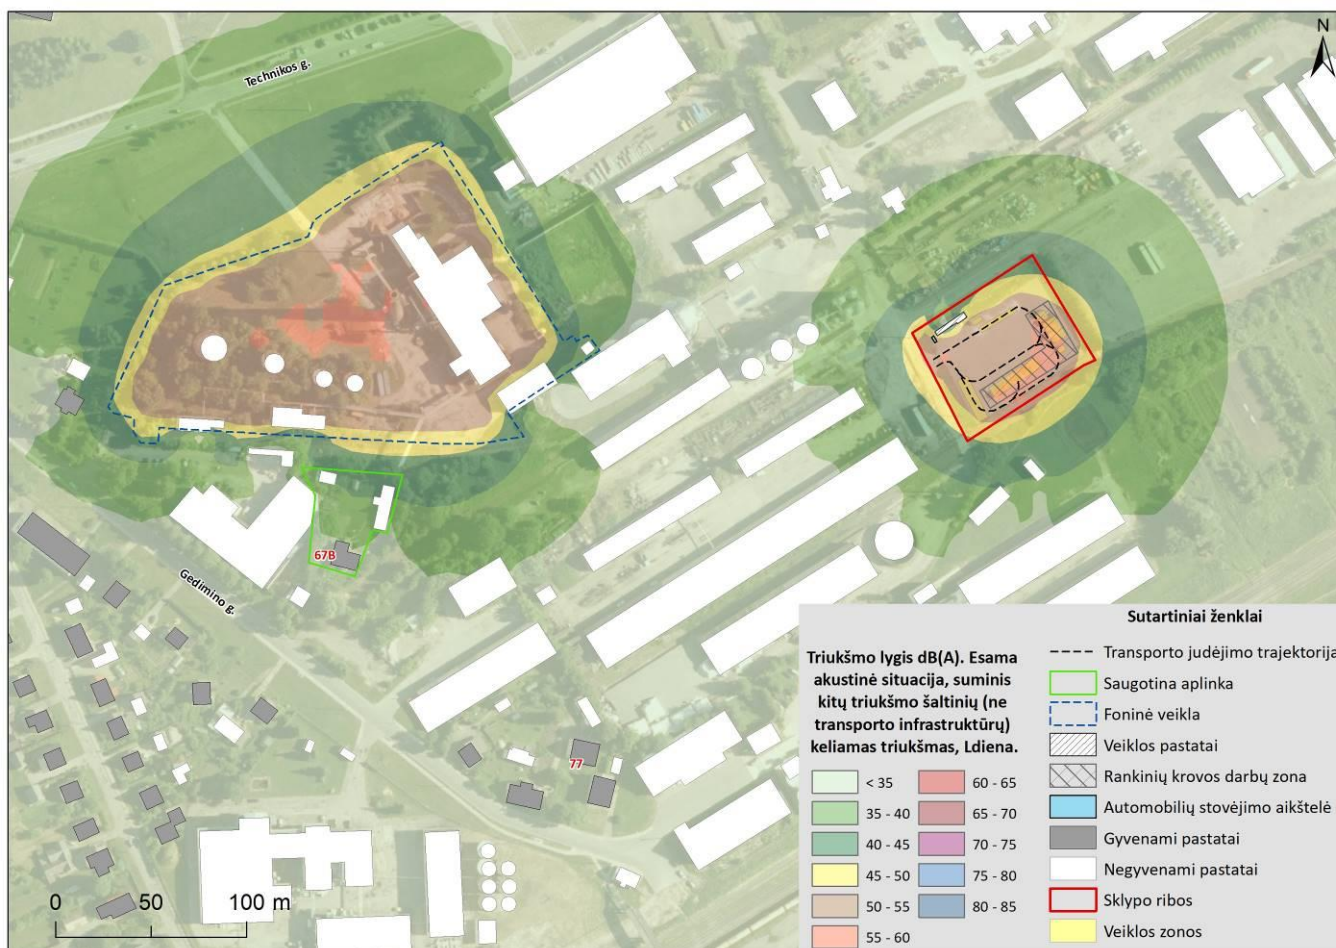 N
Technikos g.
67B
Gedimino g.
77
0 50 100 m
Triukšmo lygis dB(A). Esama
akustinė situacija, suminis
kitų triukšmo šaltinių (ne
transporto infrastruktūrų)
keliamas triukšmas, Ldiena.
< 35
35 - 40
40 - 45
45 - 50
50 - 55
55 - 60
60 - 65
65 - 70
70 - 75
75 - 80
80 - 85
Sutartiniai ženklai
Transporto judėjimo trajektorija
Saugotina aplinka
Foninė veikla
Veiklos pastatai
Rankinių krovos darbų zona
Automobilių stovėjimo aikštelė
Gyvenami pastatai
Negyvenami pastatai
Sklypo ribos
Veiklos zonos